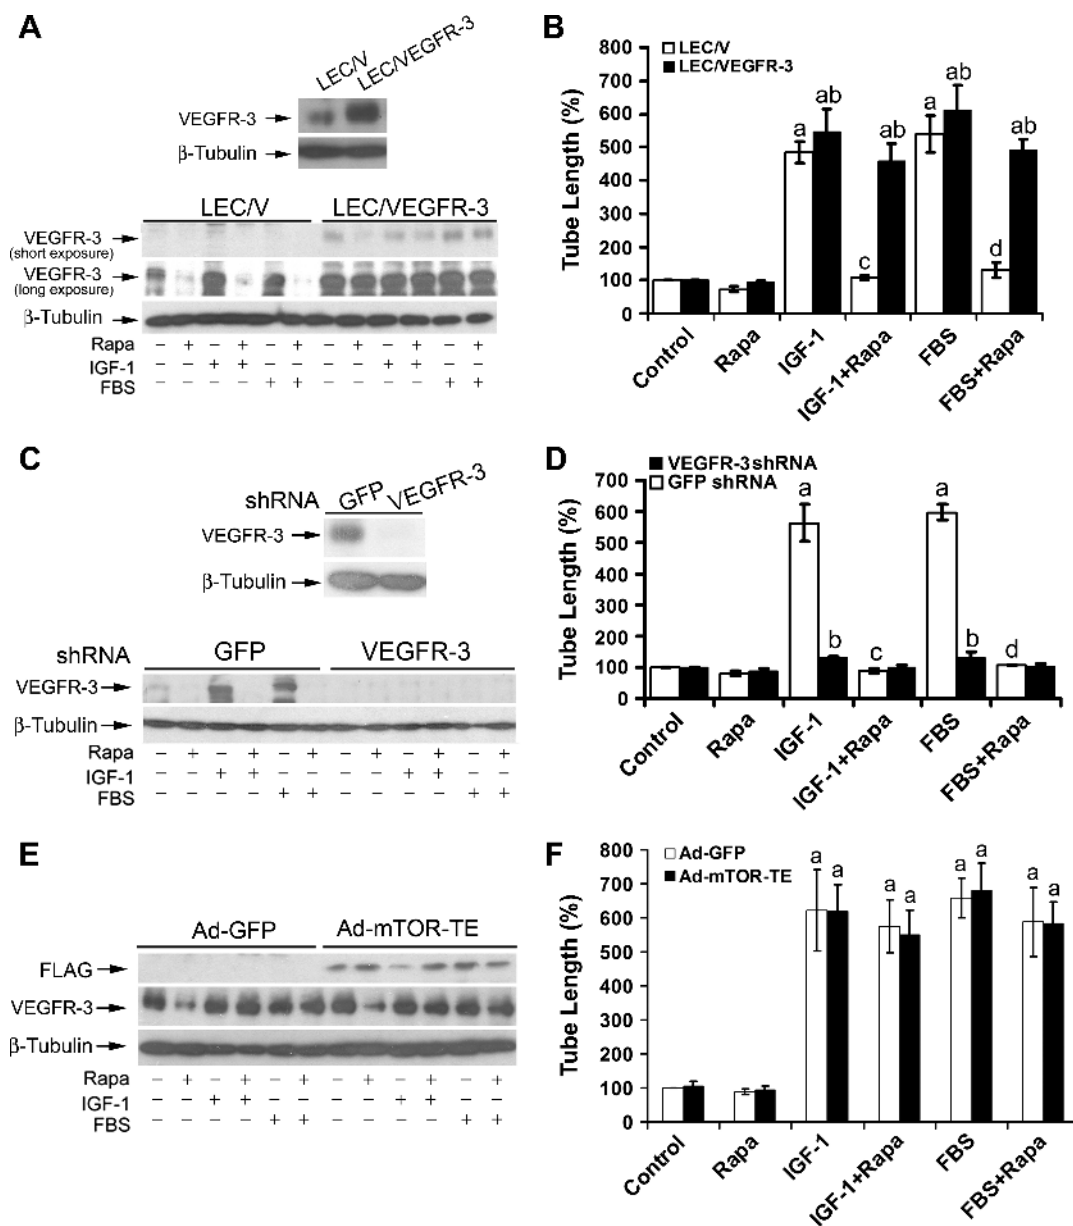 A
LEC/V
LEC/VEGFR-3
VEGFR-3
β-Tubulin
LEC/V LEC/VEGFR-3
VEGFR-3
(short exposure)
VEGFR-3
(long exposure)
β-Tubulin
Rapa − + − + − + − + − + − +
IGF-1 − − + + − − − − + + − −
FBS − − − − + + − − − − + +
B
LEC/V
LEC/VEGFR-3
Tube Length (%)
800
700
600
500
400
300
200
100
0
a ab c ab a ab d ab
Control
Rapa
IGF-1
IGF-1+Rapa
FBS
FBS+Rapa
C
shRNA GFP VEGFR-3
VEGFR-3
β-Tubulin
shRNA GFP VEGFR-3
VEGFR-3
β-Tubulin
Rapa − + − + − + − + − + − +
IGF-1 − − + + − − − − + + − −
FBS − − − − + + − − − − + +
D
VEGFR-3shRNA
GFP shRNA
Tube Length (%)
700
600
500
400
300
200
100
0
a b c a b d
Control
Rapa
IGF-1
IGF-1+Rapa
FBS
FBS+Rapa
E
Ad-GFP Ad-mTOR-TE
FLAG
VEGFR-3
β-Tubulin
Rapa − + − + − + − + − + − +
IGF-1 − − + + − − − − + + − −
FBS − − − − + + − − − − + +
F
Ad-GFP
Ad-mTOR-TE
Tube Length (%)
800
700
600
500
400
300
200
100
0
a a a a a a a a
Control
Rapa
IGF-1
IGF-1+Rapa
FBS
FBS+Rapa